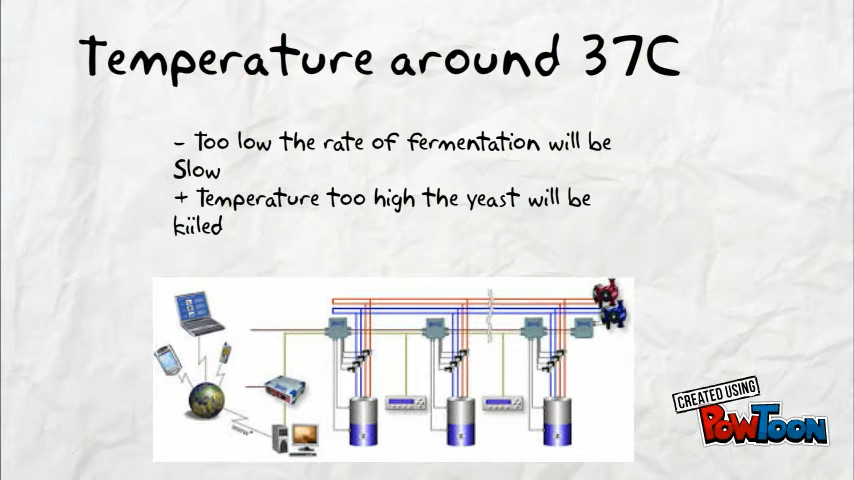 Temperature around 37C
- Too low the rate of fermentation will be
Slow
+ Temperature too high the yeast will be
kiiled
CREATED USING
POWTOON